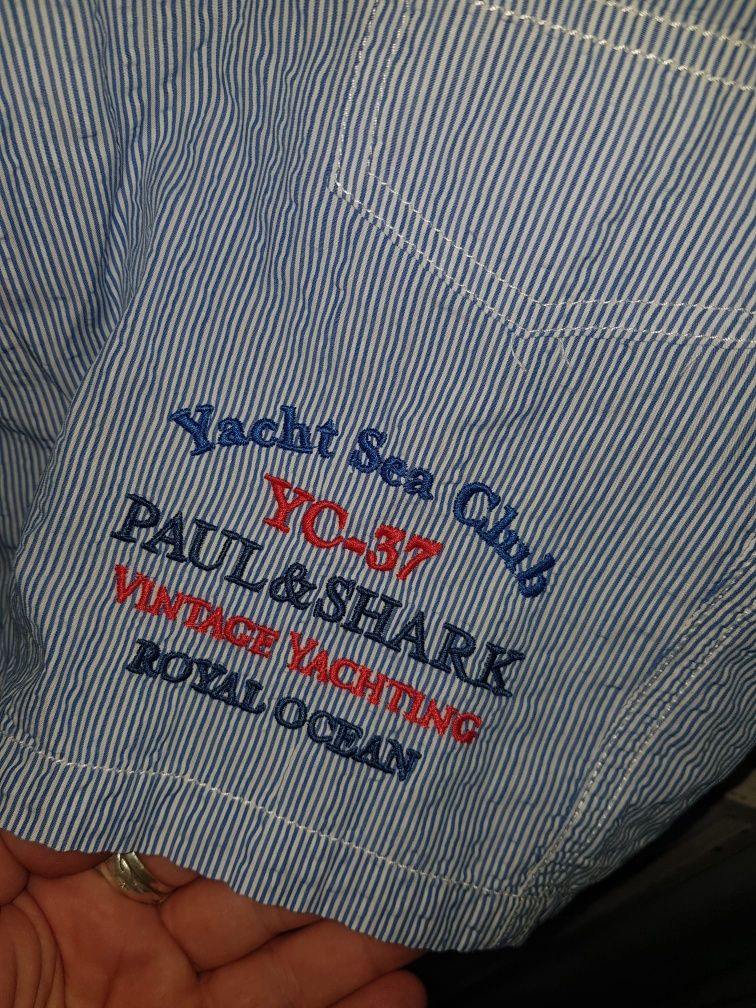 Yacht Sea Club
YC-37
PAUL&SHARK
VINTAGE YACHTING
ROYAL OCEAN